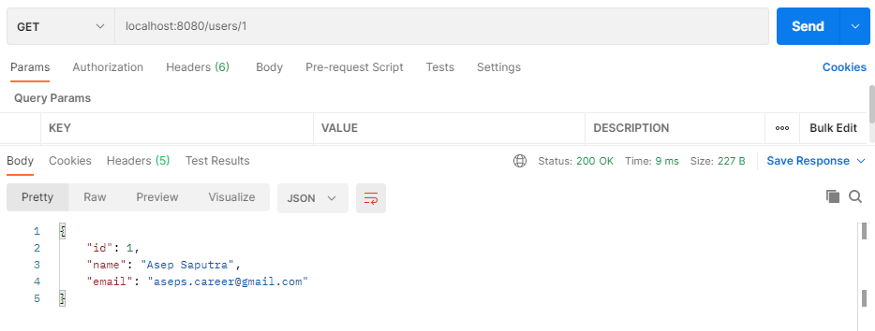 GET localhost:8080/users/1 Send
Params Authorization Headers (6) Body Pre-request Script Tests Settings Cookies
Query Params
KEY VALUE DESCRIPTION ooo Bulk Edit
Body Cookies Headers (5) Test Results Status: 200 OK Time: 9 ms Size: 227 B Save Response
Pretty Raw Preview Visualize JSON
1 {
2 "id": 1,
3 "name": "Asep Saputra",
4 "email": "aseps.career@gmail.com"
5 }